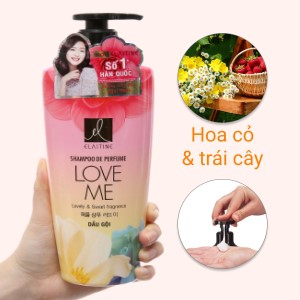 Số 1
HÀN QUỐC
el
ELASTINE
SHAMPOO DE PERFUME
LOVE
ME
Lovely & Sweet Fragrance
DẦU GỘI
Hoa cỏ
& trái cây